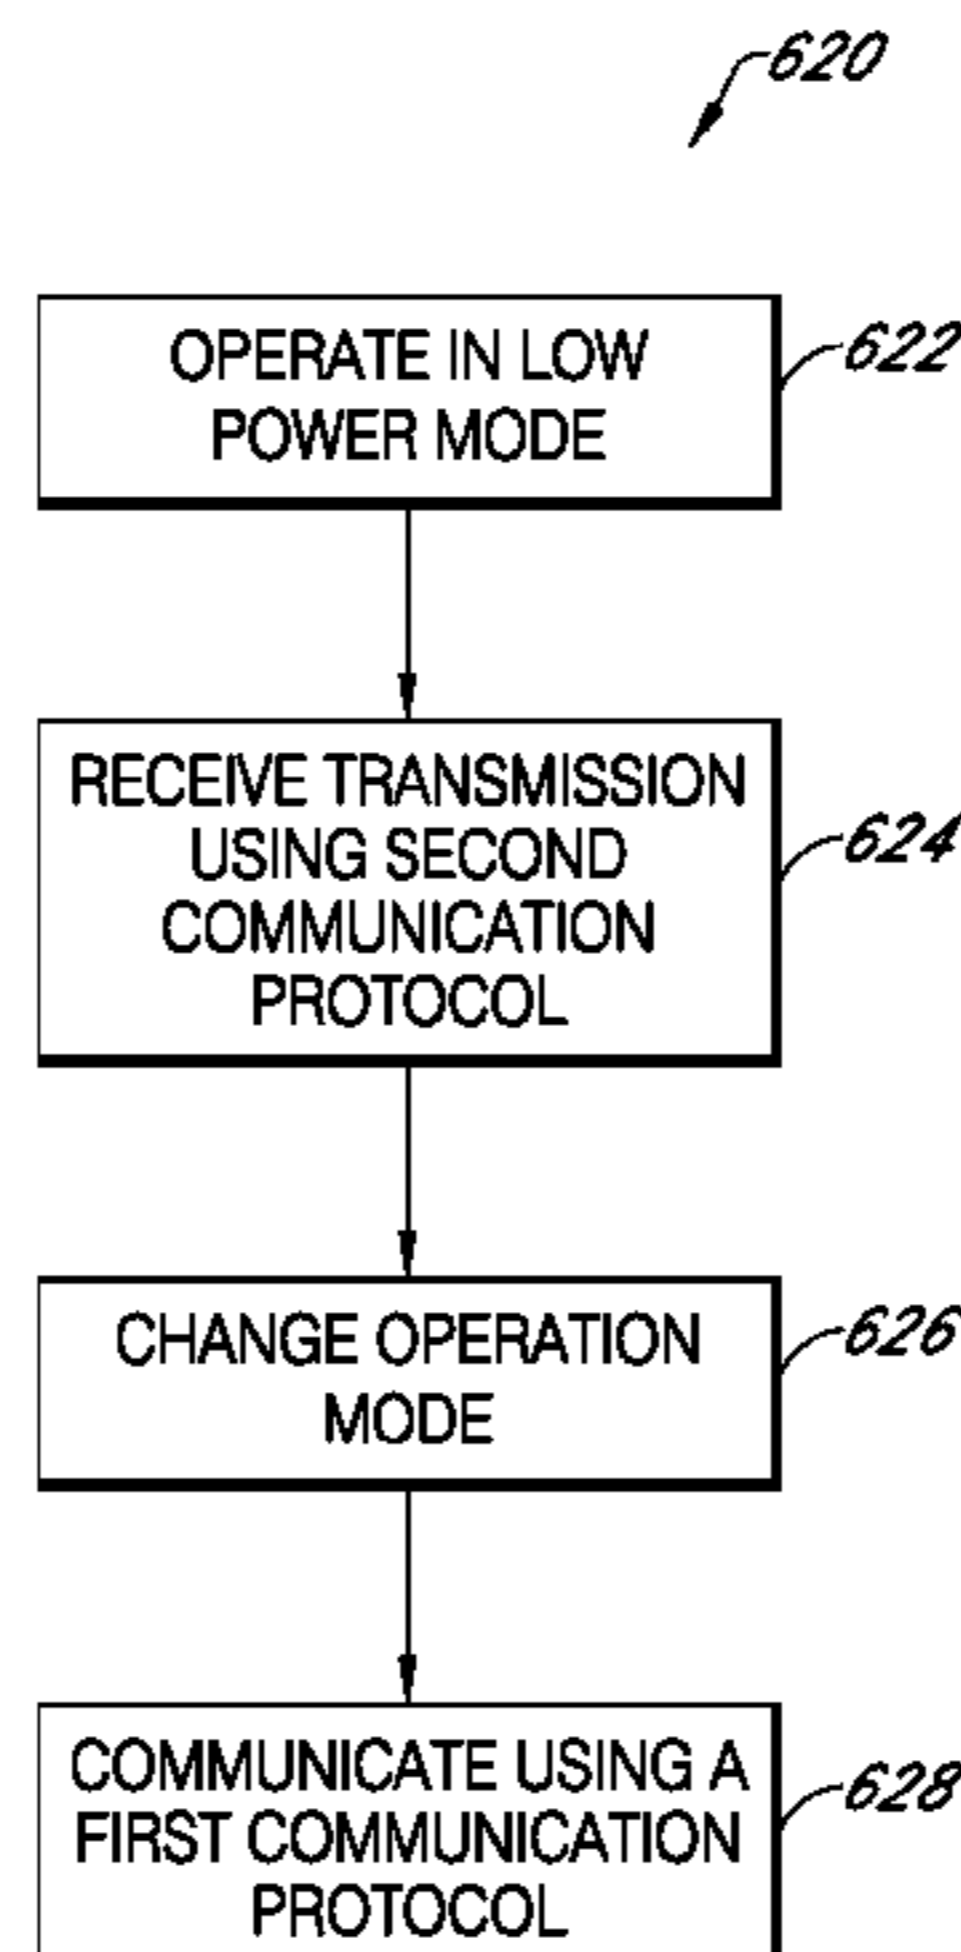 620
OPERATE IN LOW
POWER MODE
622
RECEIVE TRANSMISSION
USING SECOND
COMMUNICATION
PROTOCOL
624
CHANGE OPERATION
MODE
626
COMMUNICATE USING A
FIRST COMMUNICATION
PROTOCOL
628